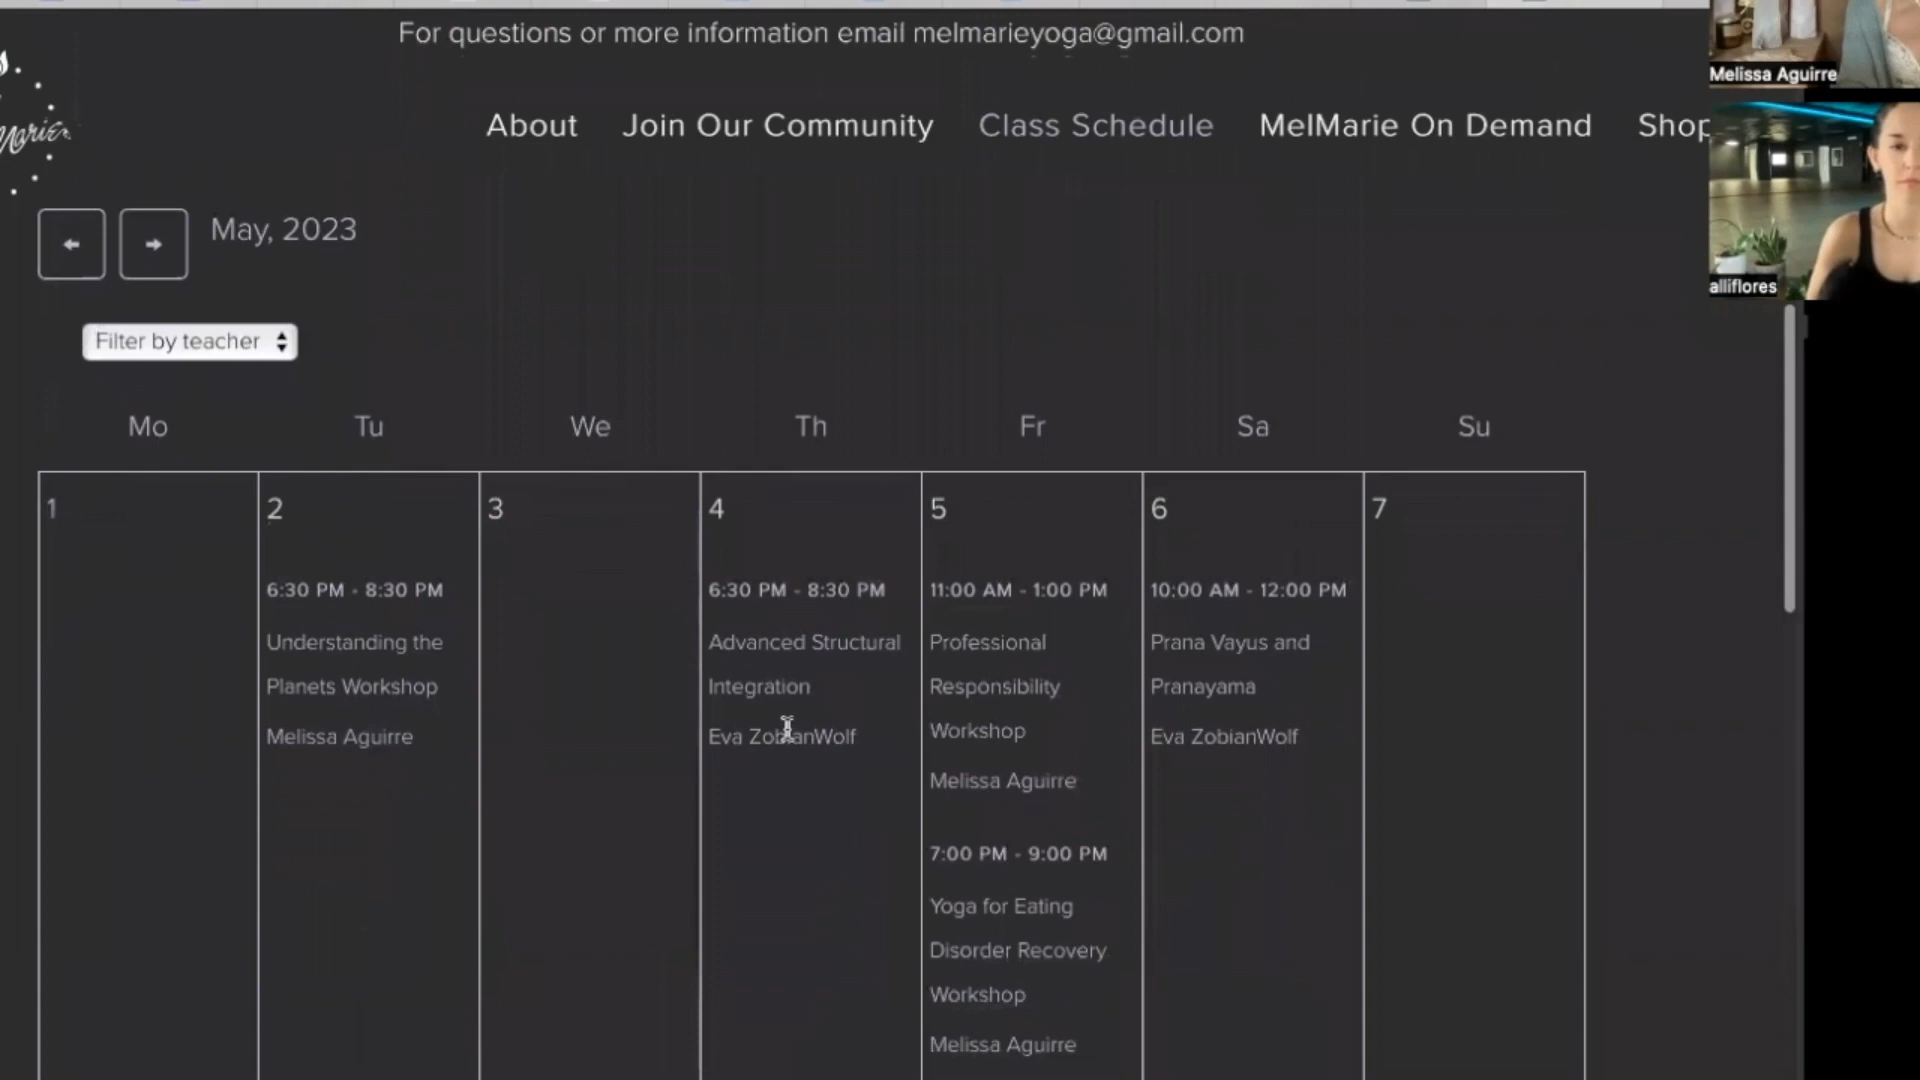 For questions or more information email melmarieyoga@gmail.com
Marie
About Join Our Community Class Schedule MelMarie On Demand Shop
Melissa Aguirre
alliflores
May, 2023
Filter by teacher
Mo Tu We Th Fr Sa Su
1
2
6:30 PM - 8:30 PM
Understanding the
Planets Workshop
Melissa Aguirre
3
4
6:30 PM - 8:30 PM
Advanced Structural
Integration
Eva ZobianWolf
5
11:00 AM - 1:00 PM
Professional
Responsibility
Workshop
Melissa Aguirre
7:00 PM - 9:00 PM
Yoga for Eating
Disorder Recovery
Workshop
Melissa Aguirre
6
10:00 AM - 12:00 PM
Prana Vayus and
Pranayama
Eva ZobianWolf
7